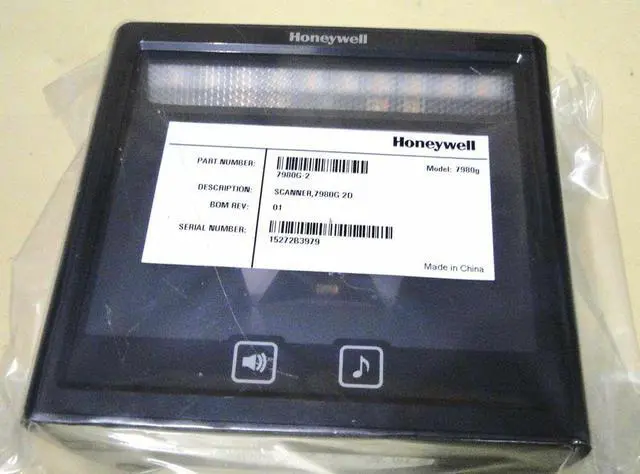 Honeywell
Honeywell
PART NUMBER:
7980G-2
Model: 7980g
DESCRIPTION:
SCANNER,7980G 2D
BOM REV:
01
SERIAL NUMBER:
15272B3979
Made in China